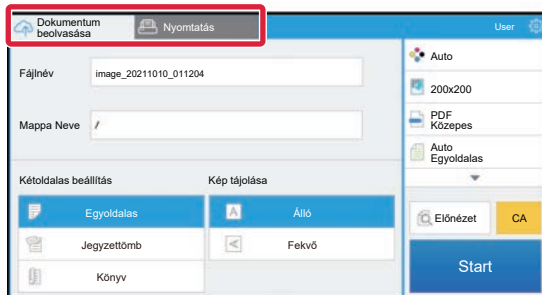 Dokumentum
beolvasása
Nyomtatás
User
Fájlnév
image_20211010_011204
Mappa Neve
/
Kétoldalas beállítás
Kép tájolása
Egyoldalas
A
Álló
Jegyzettömb
A
Fekvő
Könyv
Auto
200x200
PDF
Közepes
Auto
Egyoldalas
Előnézet
CA
Start